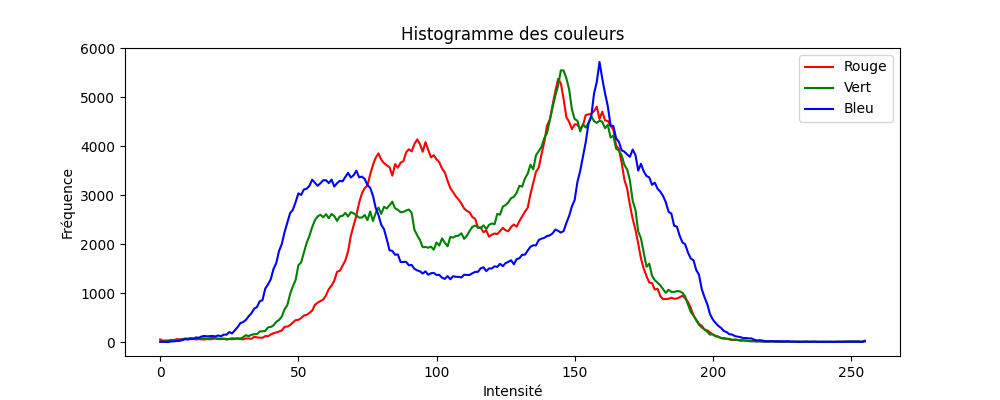 Histogramme des couleurs
6000
5000
4000
3000
2000
1000
0
Fréquence
Rouge
Vert
Bleu
0 50 100 150 200 250
Intensité